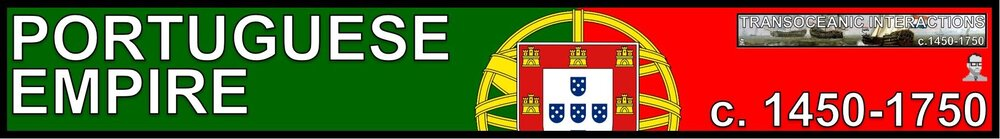 PORTUGUESE
EMPIRE
TRANSOCEANIC INTERACTIONS
c.1450-1750
c. 1450-1750